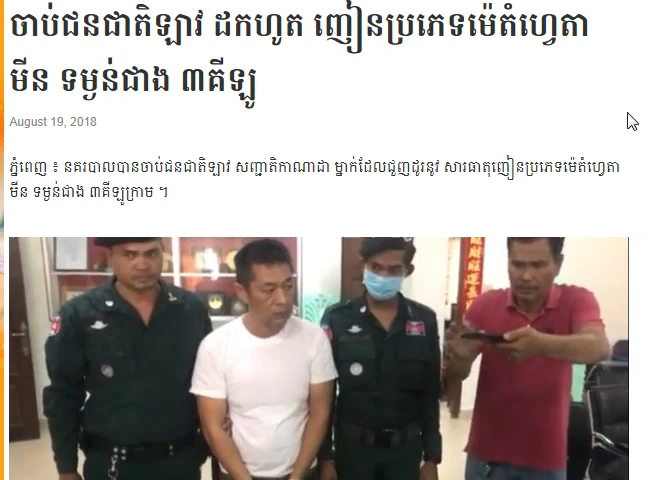 ចាប់ជនជាតិឡាវ ដកហូត ញៀនប្រភេទម៉េតំហ្វេតា
មីន ទម្ងន់ជាង ៣គីឡូ
August 19, 2018
ភ្នំពេញ ៖ នគរបាលបានចាប់ជនជាតិឡាវ សញ្ជាតិកាណាដា ម្នាក់ដែលជួញដូរនូវ សារធាតុញៀនប្រភេទម៉េតំហ្វេតា
មីន ទម្ងន់ជាង ៣គីឡូក្រាម ។